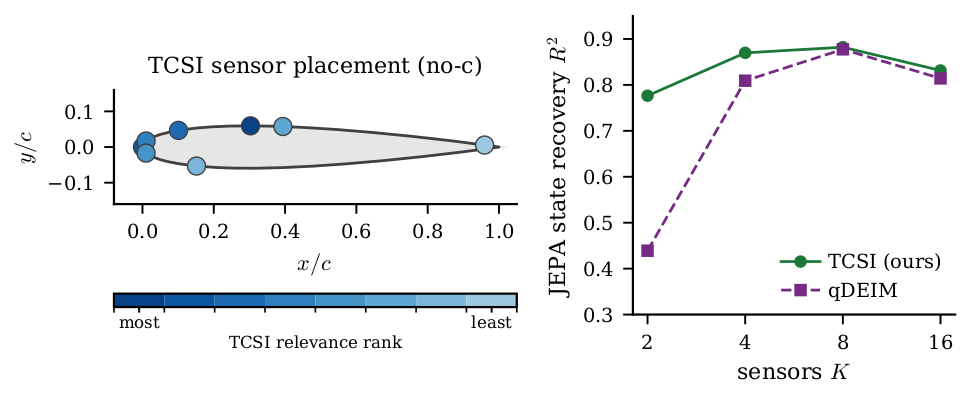 TCSI sensor placement (no-c)
y/c
0.1
0.0
−0.1
0.0 0.2 0.4 0.6 0.8 1.0
x/c
most least
TCSI relevance rank
JEPA state recovery R²
0.9
0.8
0.7
0.6
0.5
0.4
0.3
TCSI (ours)
qDEIM
2 4 8 16
sensors K